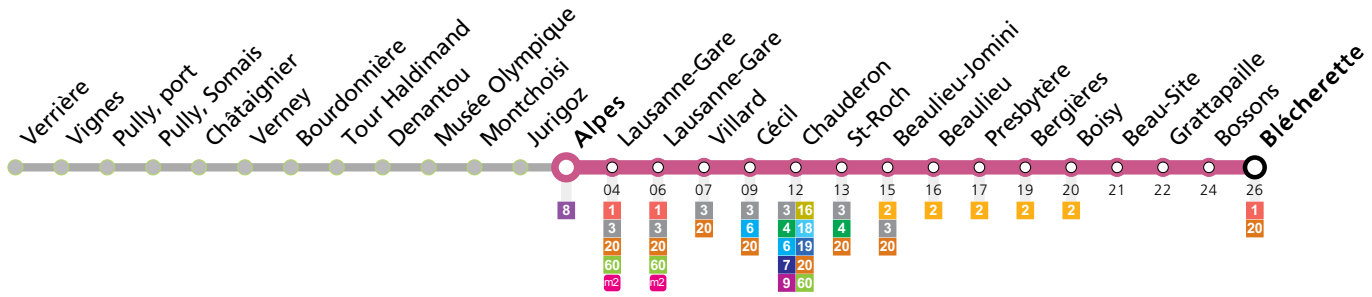 Verrière
Vignes
Pully, port
Pully, Somais
Châtaignier
Verney
Bourdonnière
Tour Haldimand
Denantou
Musée Olympique
Montchoisi
Jurigoz
Alpes
Lausanne-Gare
Lausanne-Gare
Villard
Cécil
Chauderon
St-Roch
Beaulieu-Jomini
Beaulieu
Presbytère
Bergières
Boisy
Beau-Site
Grattapaille
Bossons
Blécherette
04 06 07 09 12 13 15 16 17 19 20 21 22 24 26
8 1 1 3 3 3 16 3 2 2 2 2 2 1
3 3 20 6 4 18 4 3 20
20 20 20 6 19 20 20
60 60 7 20
m2 m2 9 60